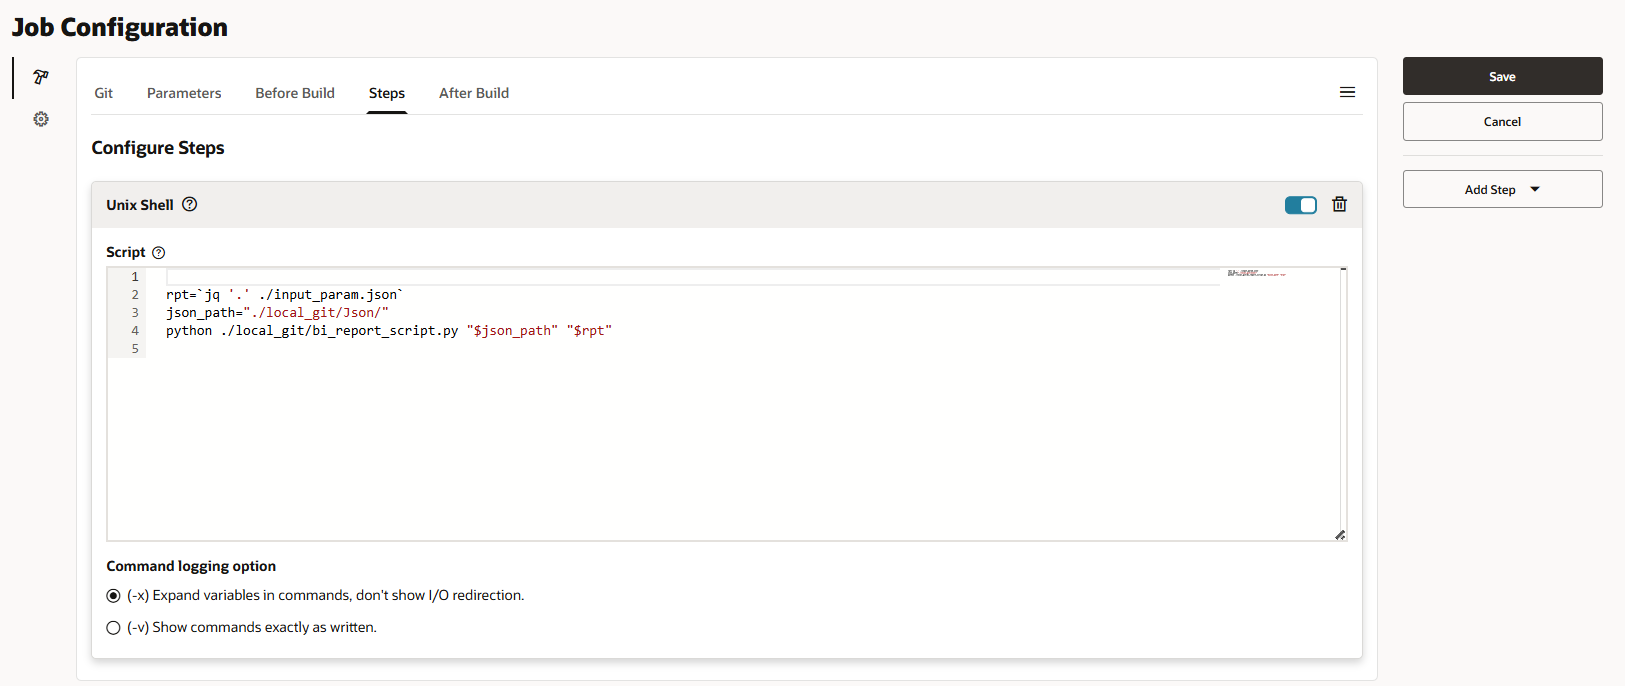 Job Configuration
Git Parameters Before Build Steps After Build
Save
Cancel
Add Step
Configure Steps
Unix Shell
Script
1
2 rpt=`jq '.' ./input_param.json`
3 json_path="./local_git/Json/"
4 python ./local_git/bi_report_script.py "$json_path" "$rpt"
5
Command logging option
(-x) Expand variables in commands, don't show I/O redirection.
(-v) Show commands exactly as written.